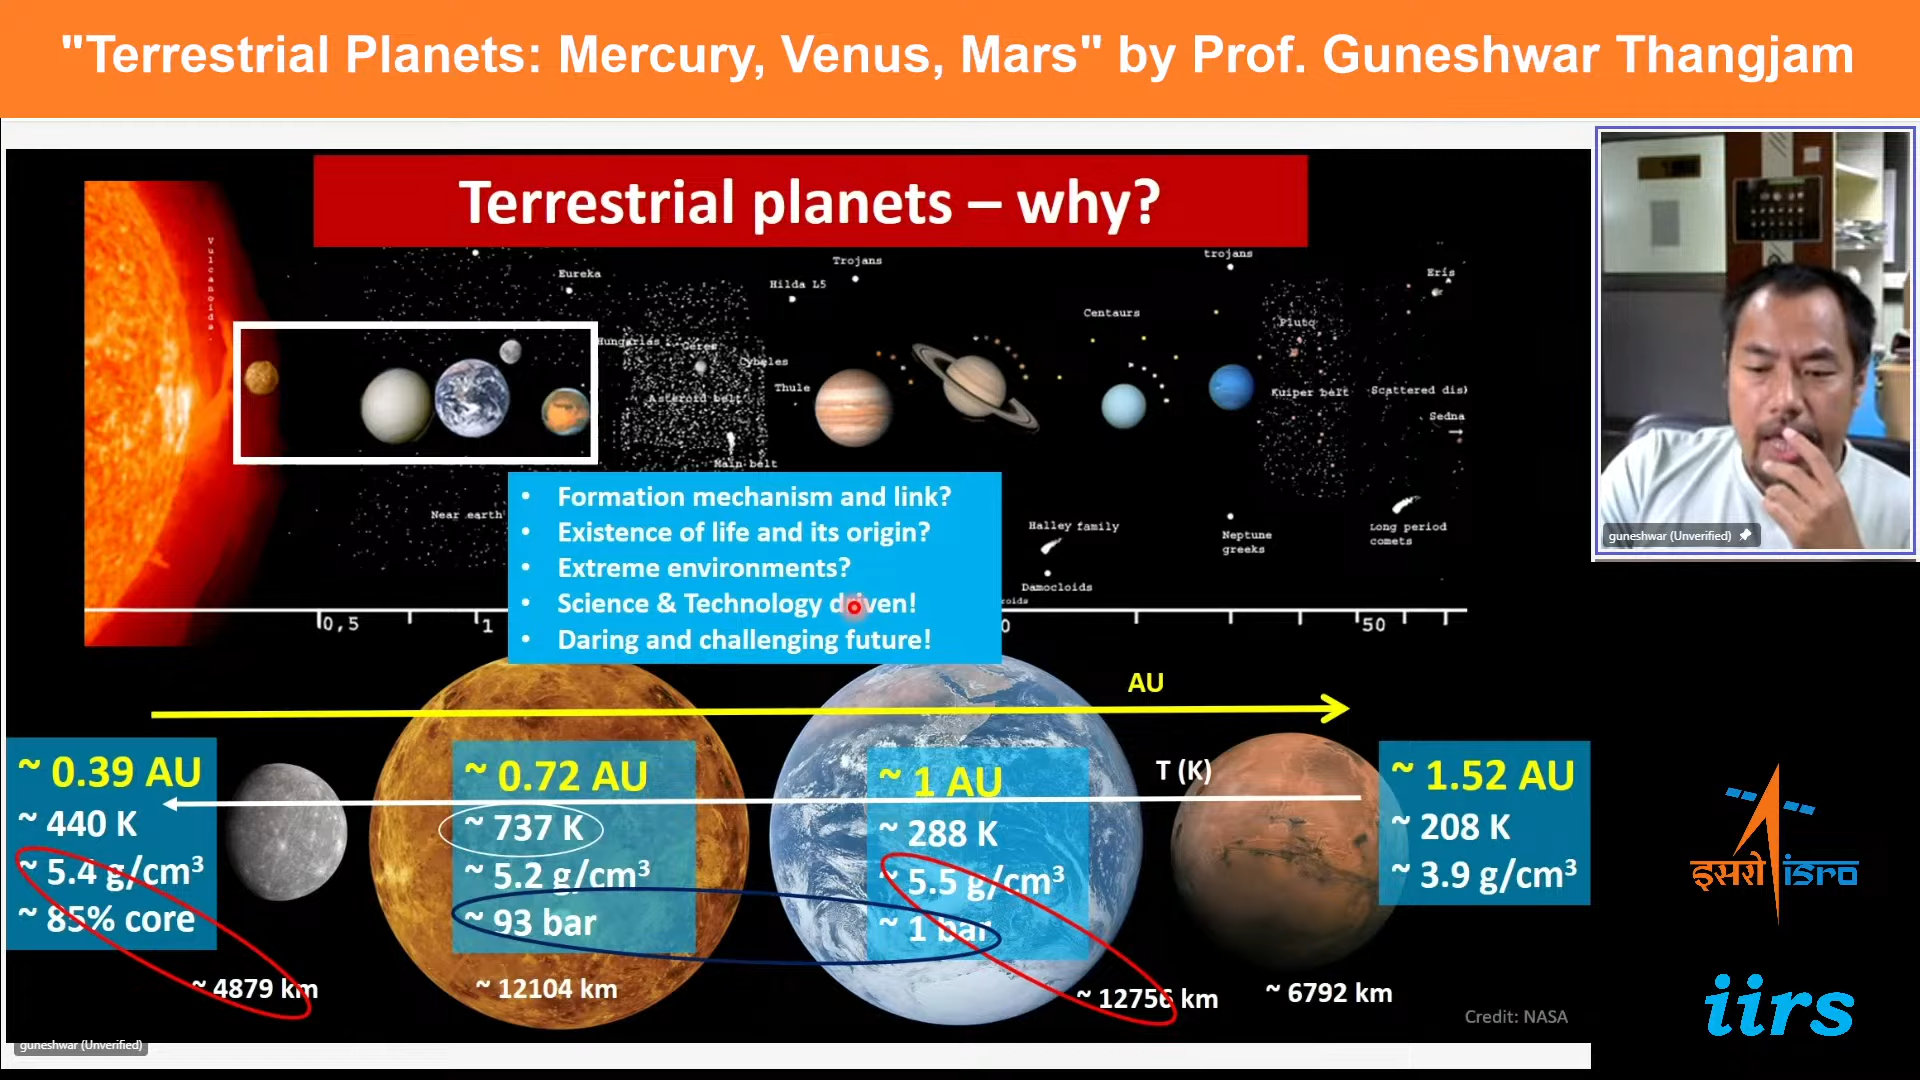 "Terrestrial Planets: Mercury, Venus, Mars" by Prof. Guneshwar Thangjam
Terrestrial planets – why?
Vulcanoids
Eureka
Hilda L5
Trojans
trojans
Eris
Centaurs
Pluto
Hungarias
Ceres
Cybeles
Thule
Asteroid belt
Kuiper belt
Scattered dis)
Sedna
Main belt
Near earth
Halley family
Neptune
greeks
Long period
comets
Damocloids
roids
• Formation mechanism and link?
• Existence of life and its origin?
• Extreme environments?
• Science & Technology driven!
• Daring and challenging future!
0,5
1
0
50
AU
T (K)
~ 0.39 AU
~ 440 K
~ 5.4 g/cm³
~ 85% core
~ 4879 km
~ 0.72 AU
~ 737 K
~ 5.2 g/cm³
~ 93 bar
~ 12104 km
~ 1 AU
~ 288 K
~ 5.5 g/cm³
~ 1 bar
~ 12756 km
~ 1.52 AU
~ 208 K
~ 3.9 g/cm³
~ 6792 km
Credit: NASA
guneshwar (Unverified)
guneshwar (Unverified)
इसरो isro
iirs